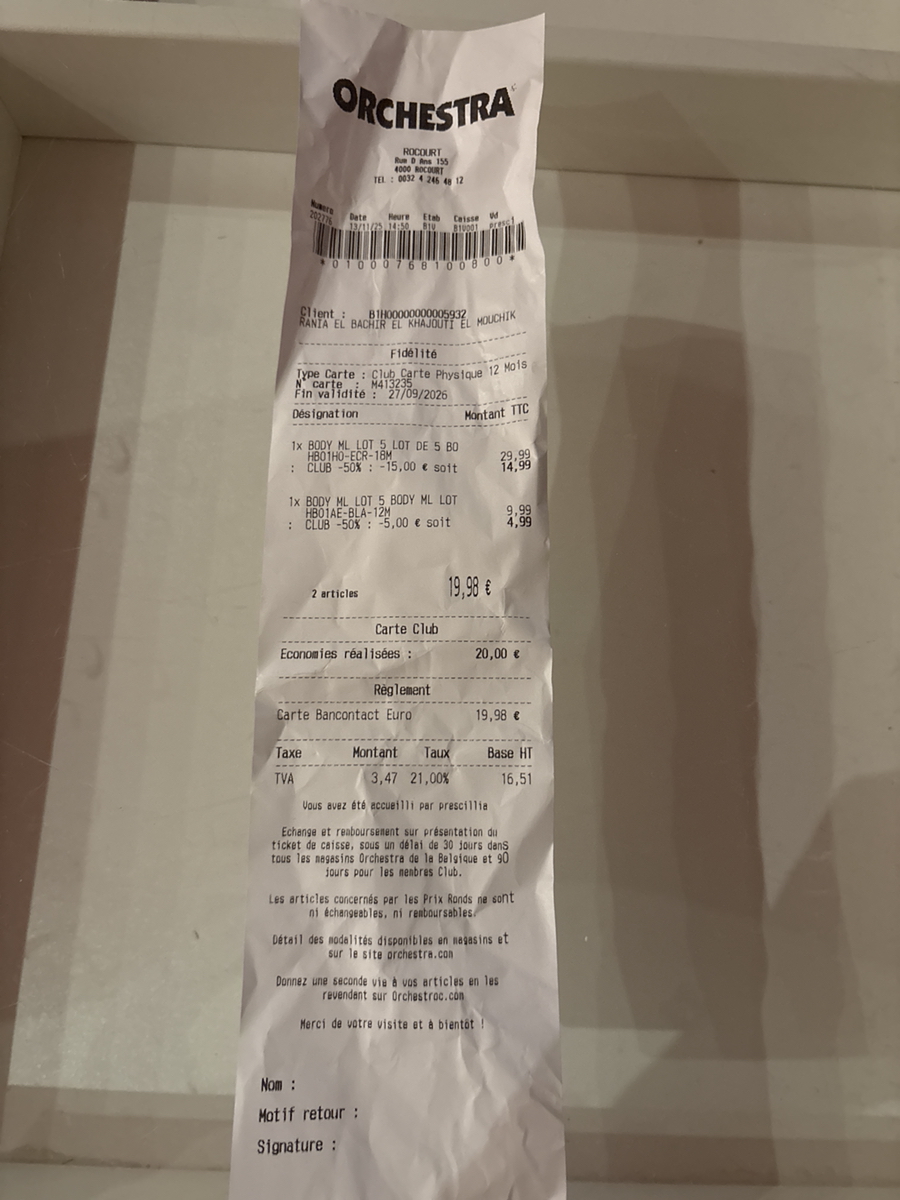 ORCHESTRA
ROCOURT
Rue D Ans 155
4000 ROCOURT
TEL : 0032 4 246 48 12
Numero Date Heure Etab Caisse Vd
202776 13/11/25 14:50 B10 B10001 presc1
*01000768100800*
Client : B1H00000000005932
RANIA EL BACHIR EL KHAJOUTI EL MOUCHIK
Fidélité
Type Carte : Club Carte Physique 12 Mois
N° carte : M413235
Fin validité : 27/09/2026
Désignation Montant TTC
1x BODY ML LOT 5 LOT DE 5 BO
HB01HO-ECR-18M 29,99
: CLUB -50% : -15,00 € soit 14,99
1x BODY ML LOT 5 BODY ML LOT
HB01AE-BLA-12M 9,99
: CLUB -50% : -5,00 € soit 4,99
2 articles 19,98 €
Carte Club
Economies réalisées : 20,00 €
Règlement
Carte Bancontact Euro 19,98 €
Taxe Montant Taux Base HT
TVA 3,47 21,00% 16,51
Vous avez été accueilli par prescillia
Echange et remboursement sur présentation du
ticket de caisse, sous un délai de 30 jours dans
tous les magasins Orchestra de la Belgique et 90
jours pour les membres Club.
Les articles concernés par les Prix Ronds ne sont
ni échangeables, ni remboursables.
Détail des modalités disponibles en magasins et
sur le site orchestra.com
Donnez une seconde vie à vos articles en les
revendant sur Orchestroc.com
Merci de votre visite et à bientôt !
Nom :
Motif retour :
Signature :